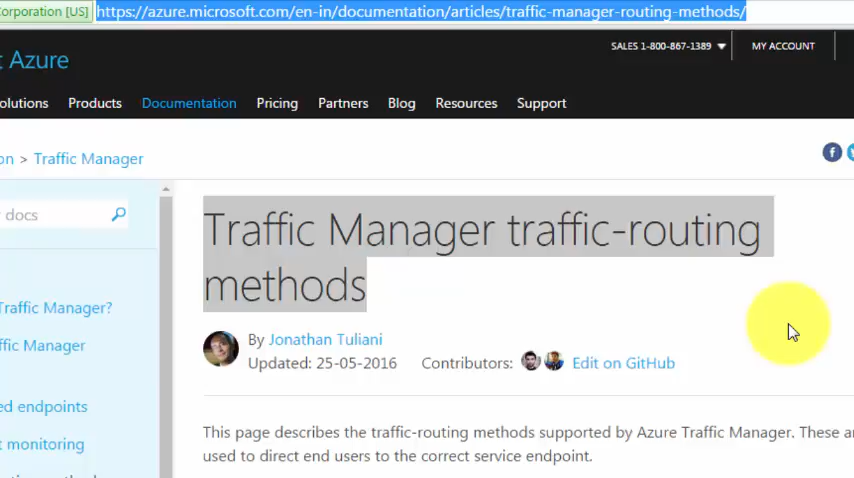 Corporation [US] https://azure.microsoft.com/en-in/documentation/articles/traffic-manager-routing-methods/
SALES 1-800-867-1389 MY ACCOUNT
t Azure
olutions Products Documentation Pricing Partners Blog Resources Support
on > Traffic Manager
r docs
Traffic Manager traffic-routing
methods
Traffic Manager?
By Jonathan Tuliani
ffic Manager
Updated: 25-05-2016 Contributors: Edit on GitHub
ed endpoints
t monitoring
This page describes the traffic-routing methods supported by Azure Traffic Manager. These a
used to direct end users to the correct service endpoint.